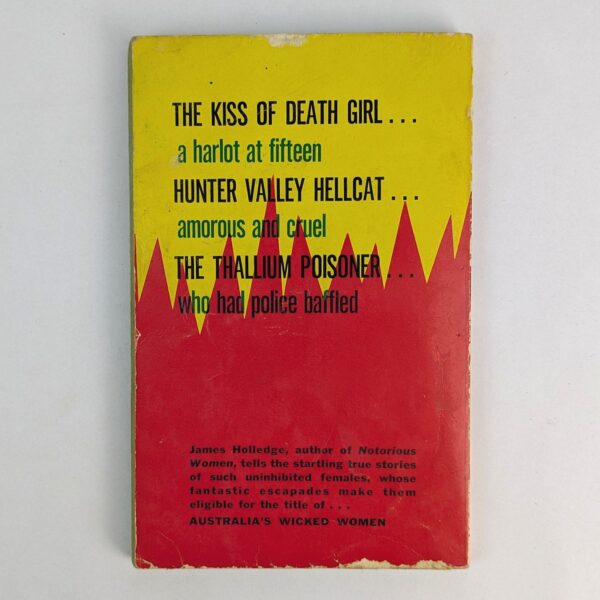 THE KISS OF DEATH GIRL...
a harlot at fifteen
HUNTER VALLEY HELLCAT...
amorous and cruel
THE THALLIUM POISONER...
who had police baffled
James Holledge, author of Notorious
Women, tells the startling true stories
of such uninhibited females, whose
fantastic escapades make them
eligible for the title of...
AUSTRALIA'S WICKED WOMEN